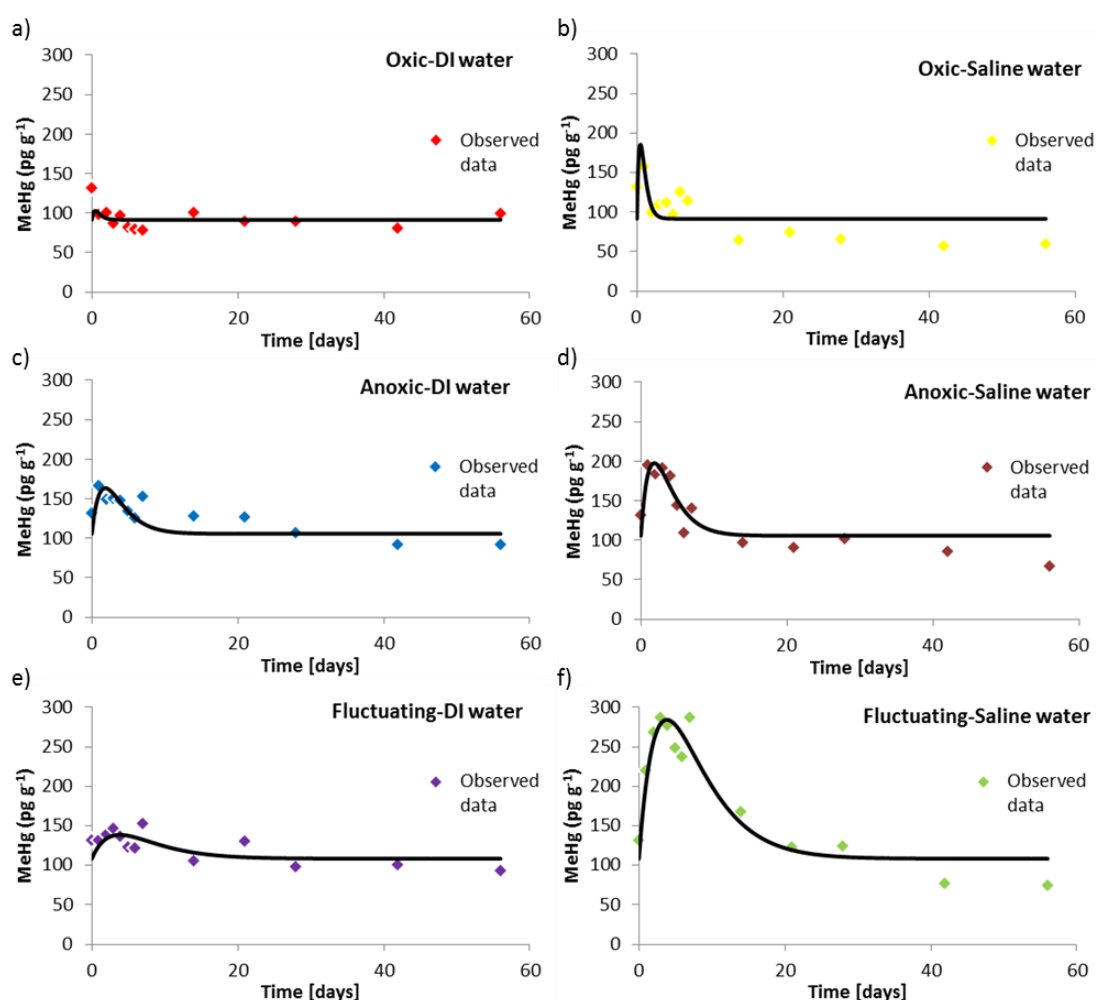 a)
Oxic-DI water
MeHg (pg g⁻¹)
300
250
200
150
100
50
0
Observed
data
0 20 40 60
Time [days]
b)
Oxic-Saline water
MeHg (pg g⁻¹)
300
250
200
150
100
50
0
Observed
data
0 20 40 60
Time [days]
c)
Anoxic-DI water
MeHg (pg g⁻¹)
300
250
200
150
100
50
0
Observed
data
0 20 40 60
Time [days]
d)
Anoxic-Saline water
MeHg (pg g⁻¹)
300
250
200
150
100
50
0
Observed
data
0 20 40 60
Time [days]
e)
Fluctuating-DI water
MeHg (pg g⁻¹)
300
250
200
150
100
50
0
Observed
data
0 20 40 60
Time [days]
f)
Fluctuating-Saline water
MeHg (pg g⁻¹)
300
250
200
150
100
50
0
Observed
data
0 20 40 60
Time [days]